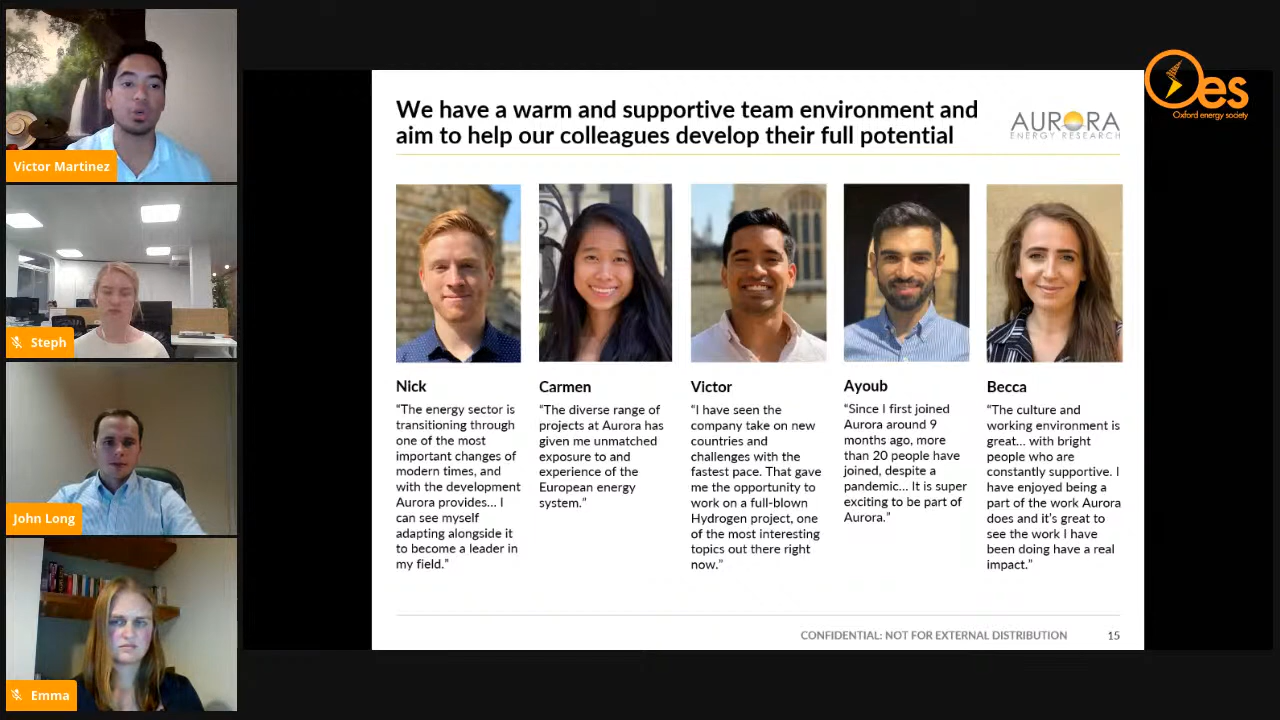 Victor Martinez
Steph
John Long
Emma
We have a warm and supportive team environment and
aim to help our colleagues develop their full potential
AURORA
ENERGY RESEARCH
Oes
Oxford energy society
Nick
“The energy sector is
transitioning through
one of the most
important changes of
modern times, and
with the development
Aurora provides... I
can see myself
adapting alongside it
to become a leader in
my field.”
Carmen
“The diverse range of
projects at Aurora has
given me unmatched
exposure to and
experience of the
European energy
system.”
Victor
“I have seen the
company take on new
countries and
challenges with the
fastest pace. That gave
me the opportunity to
work on a full-blown
Hydrogen project, one
of the most interesting
topics out there right
now.”
Ayoub
“Since I first joined
Aurora around 9
months ago, more
than 20 people have
joined, despite a
pandemic... It is super
exciting to be part of
Aurora.”
Becca
“The culture and
working environment is
great... with bright
people who are
constantly supportive. I
have enjoyed being a
part of the work Aurora
does and it’s great to
see the work I have
been doing have a real
impact.”
CONFIDENTIAL: NOT FOR EXTERNAL DISTRIBUTION
15